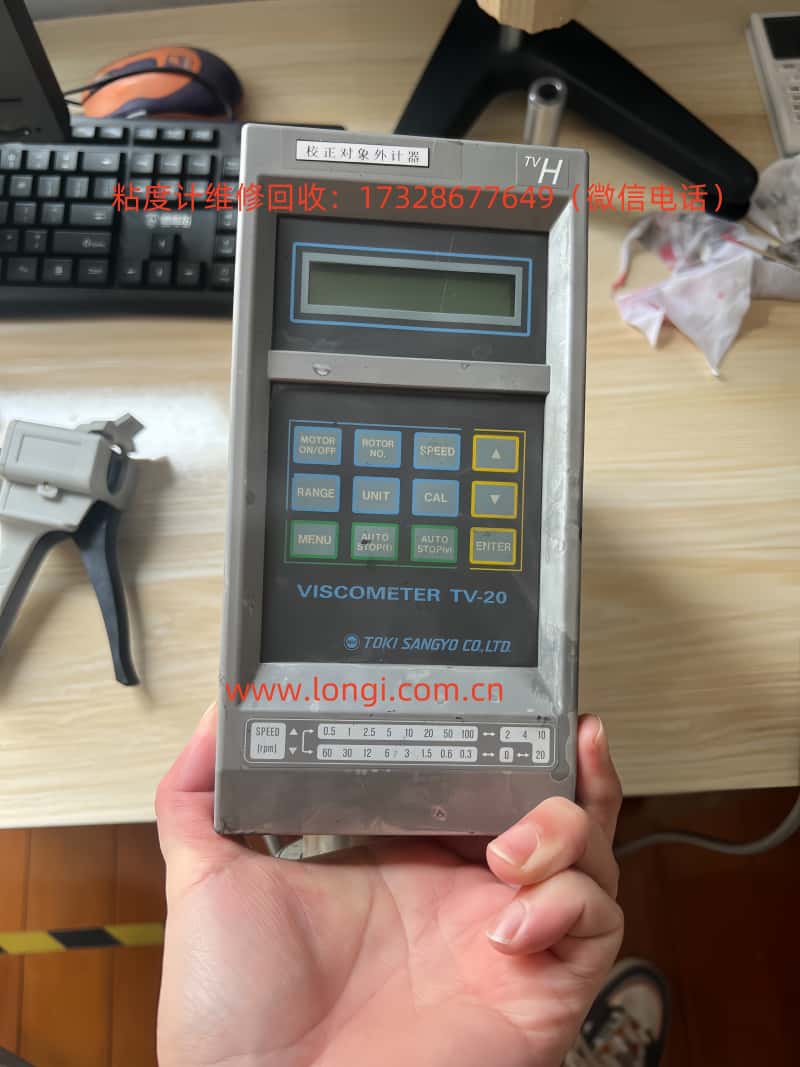 校正对象外计器
TV H
粘度计维修回收：17328677649（微信电话）
MOTOR ON/OFF
ROTOR NO.
SPEED
▲
RANGE
UNIT
CAL
▼
MENU
AUTO STOP(t)
AUTO STOP(v)
ENTER
VISCOMETER TV-20
TOKI SANGYO CO.,LTD.
www.longi.com.cn
SPEED [rpm]
0.5 1 2.5 5 10 20 50 100 ↔ 2 4 10
60 30 12 6 3 1.5 0.6 0.3 ↔ 0 ↔ 20